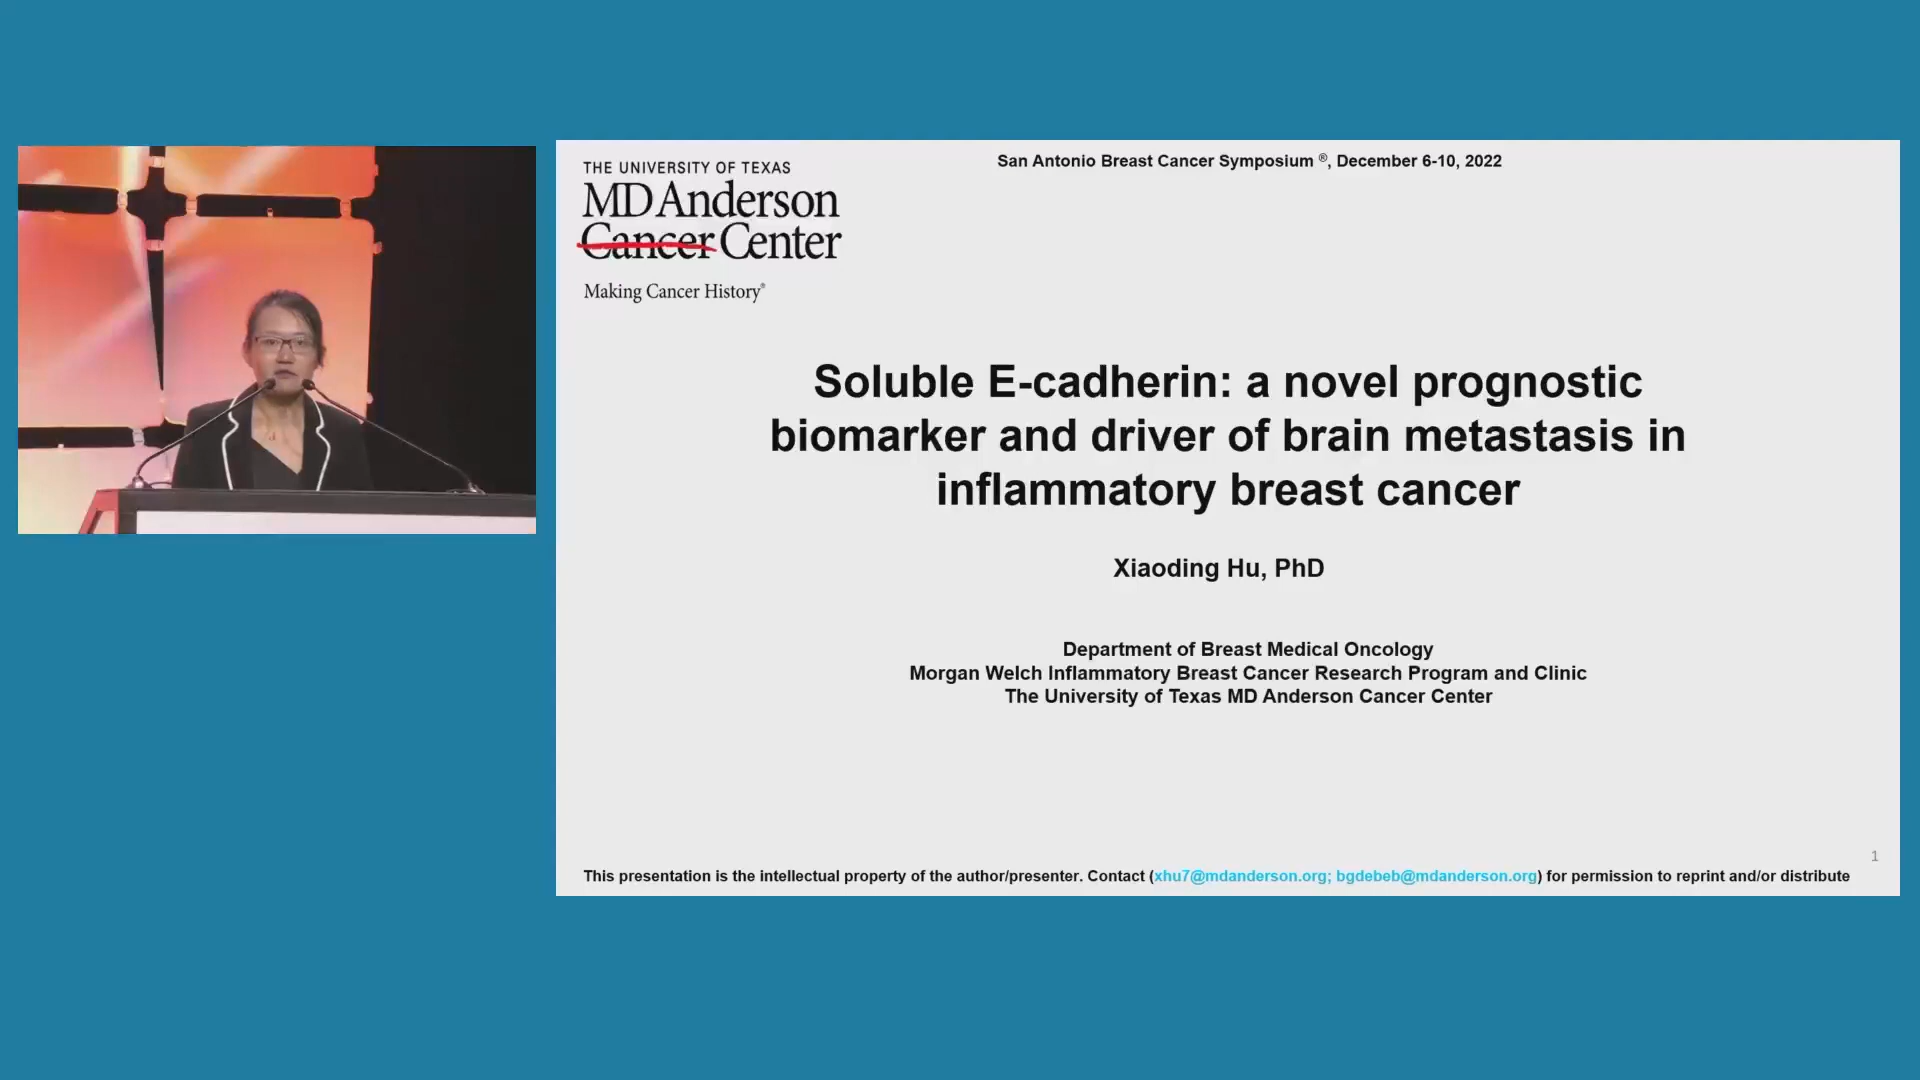 THE UNIVERSITY OF TEXAS
MD Anderson
Cancer Center
Making Cancer History®
San Antonio Breast Cancer Symposium ®, December 6-10, 2022
Soluble E-cadherin: a novel prognostic
biomarker and driver of brain metastasis in
inflammatory breast cancer
Xiaoding Hu, PhD
Department of Breast Medical Oncology
Morgan Welch Inflammatory Breast Cancer Research Program and Clinic
The University of Texas MD Anderson Cancer Center
1
This presentation is the intellectual property of the author/presenter. Contact (xhu7@mdanderson.org; bgdebeb@mdanderson.org) for permission to reprint and/or distribute